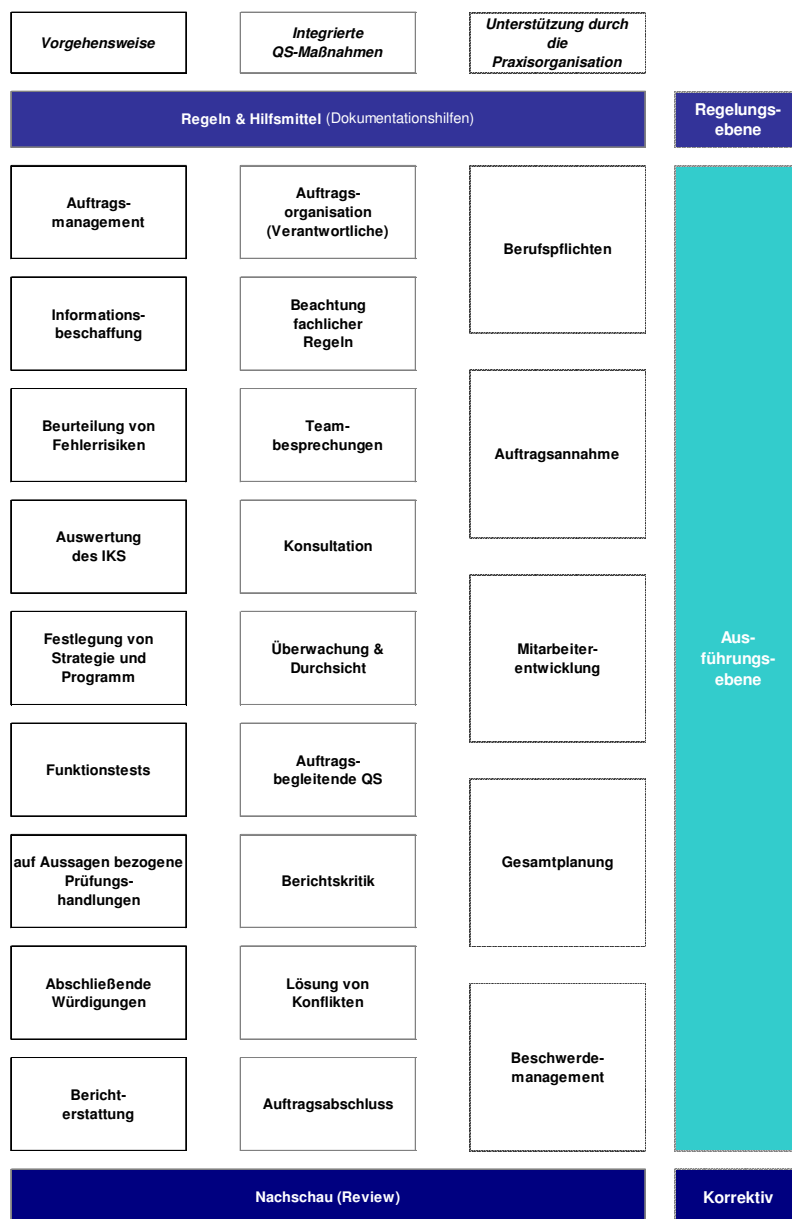 Vorgehensweise
Integrierte
QS-Maßnahmen
Unterstützung durch
die
Praxisorganisation
Regeln & Hilfsmittel (Dokumentationshilfen)
Regelungs-
ebene
Auftrags-
management
Auftrags-
organisation
(Verantwortliche)
Berufspflichten
Informations-
beschaffung
Beachtung
fachlicher
Regeln
Beurteilung von
Fehlerrisiken
Team-
besprechungen
Auftragsannahme
Auswertung
des IKS
Konsultation
Festlegung von
Strategie und
Programm
Überwachung &
Durchsicht
Mitarbeiter-
entwicklung
Aus-
führungs-
ebene
Funktionstests
Auftrags-
begleitende QS
Gesamtplanung
auf Aussagen bezogene
Prüfungs-
handlungen
Berichtskritik
Abschließende
Würdigungen
Lösung von
Konflikten
Beschwerde-
management
Bericht-
erstattung
Auftragsabschluss
Nachschau (Review)
Korrektiv